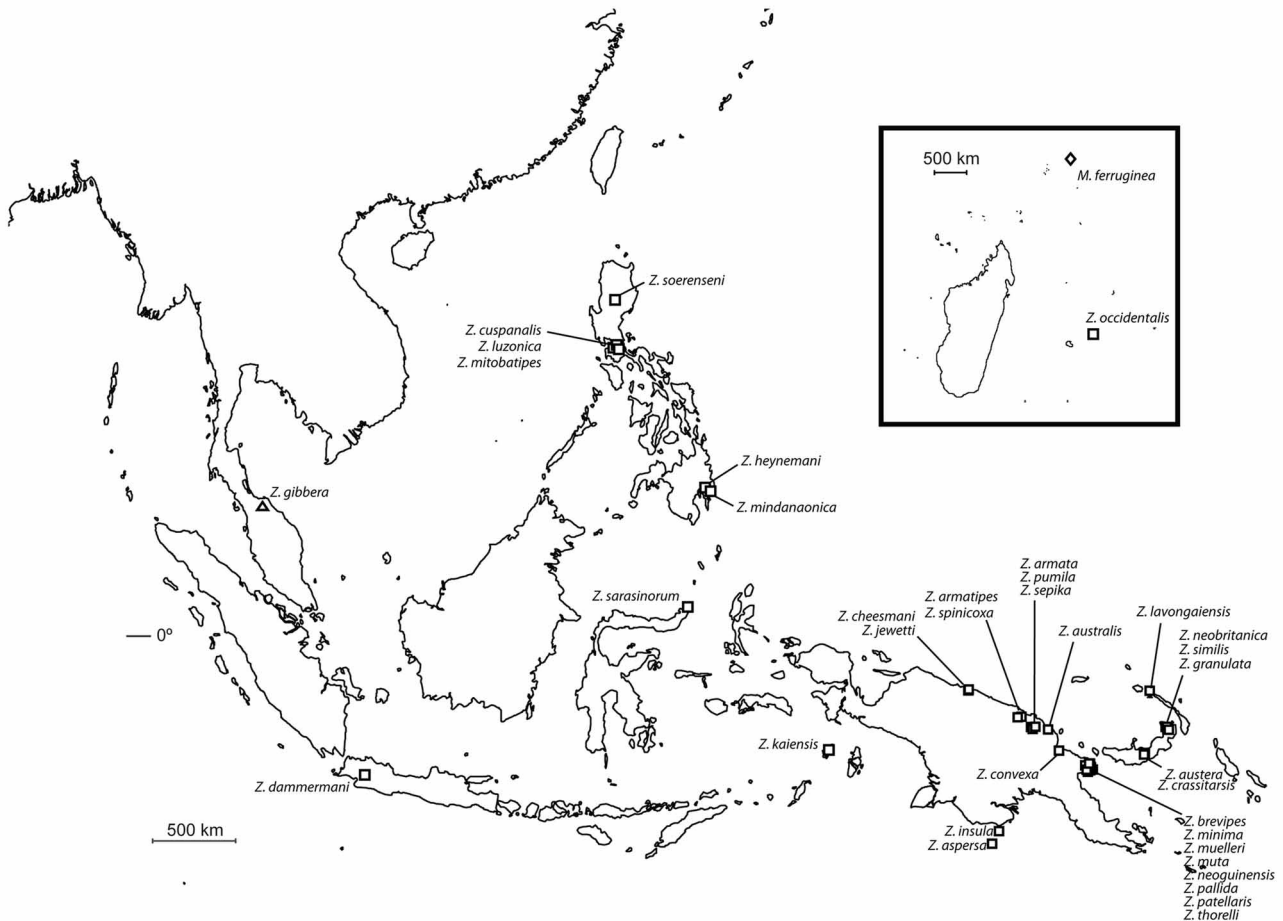 500 km
M. ferruginea
Z. occidentalis
Z. soerenseni
Z. cuspanalis
Z. luzonica
Z. mitobatipes
Z. heynemani
Z. mindanaonica
Z. gibbera
Z. sarasinorum
0º
Z. armata
Z. pumila
Z. sepika
Z. armatipes
Z. spinicoxa
Z. cheesmani
Z. jewetti
Z. australis
Z. lavongaiensis
Z. neobritanica
Z. similis
Z. granulata
Z. kaiensis
Z. convexa
Z. austera
Z. crassitarsis
Z. dammermani
500 km
Z. insula
Z. aspersa
Z. brevipes
Z. minima
Z. muelleri
Z. muta
Z. neoguinensis
Z. pallida
Z. patellaris
Z. thorelli